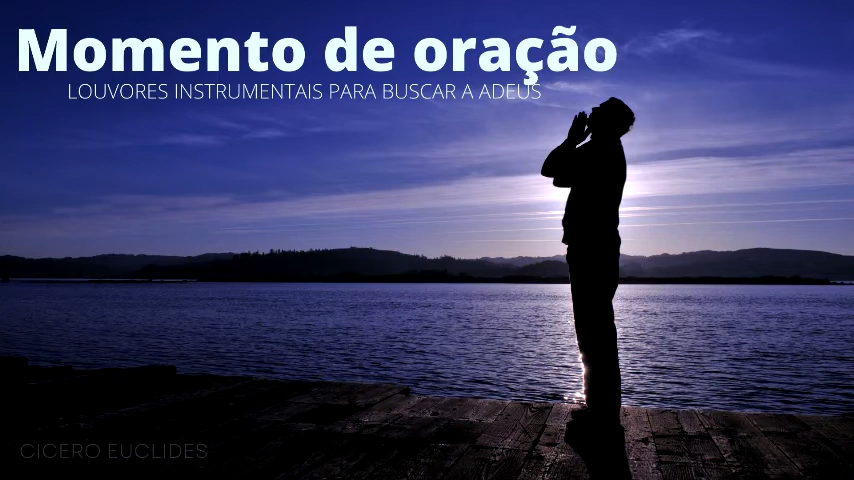 Momento de oração
LOUVORES INSTRUMENTAIS PARA BUSCAR A ADEUS
CICERO EUCLIDES